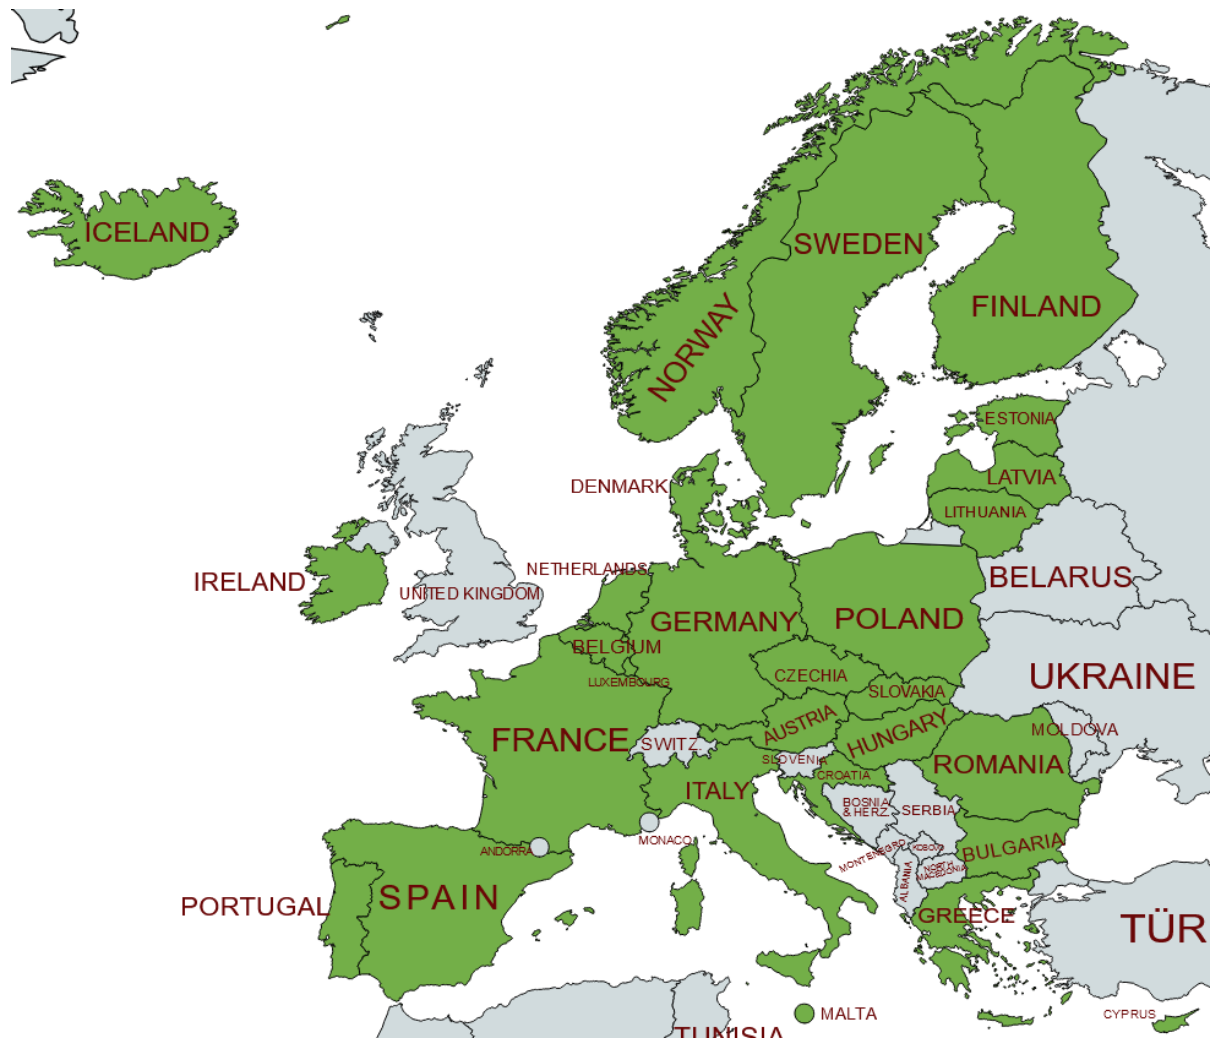 ICELAND
SWEDEN
FINLAND
NORWAY
ESTONIA
LATVIA
DENMARK
LITHUANIA
NETHERLANDS
IRELAND
BELARUS
UNITED KINGDOM
GERMANY
POLAND
BELGIUM
CZECHIA
UKRAINE
LUXEMBOURG
SLOVAKIA
AUSTRIA
HUNGARY
MOLDOVA
FRANCE
SWITZ.
SLOVENIA
ROMANIA
CROATIA
ITALY
BOSNIA
& HERZ.
SERBIA
MONACO
ANDORRA
MONTENEGRO
KOSOVO
BULGARIA
NORTH
MACEDONIA
ALBANIA
SPAIN
PORTUGAL
GREECE
TÜR
MALTA
CYPRUS
TUNISIA